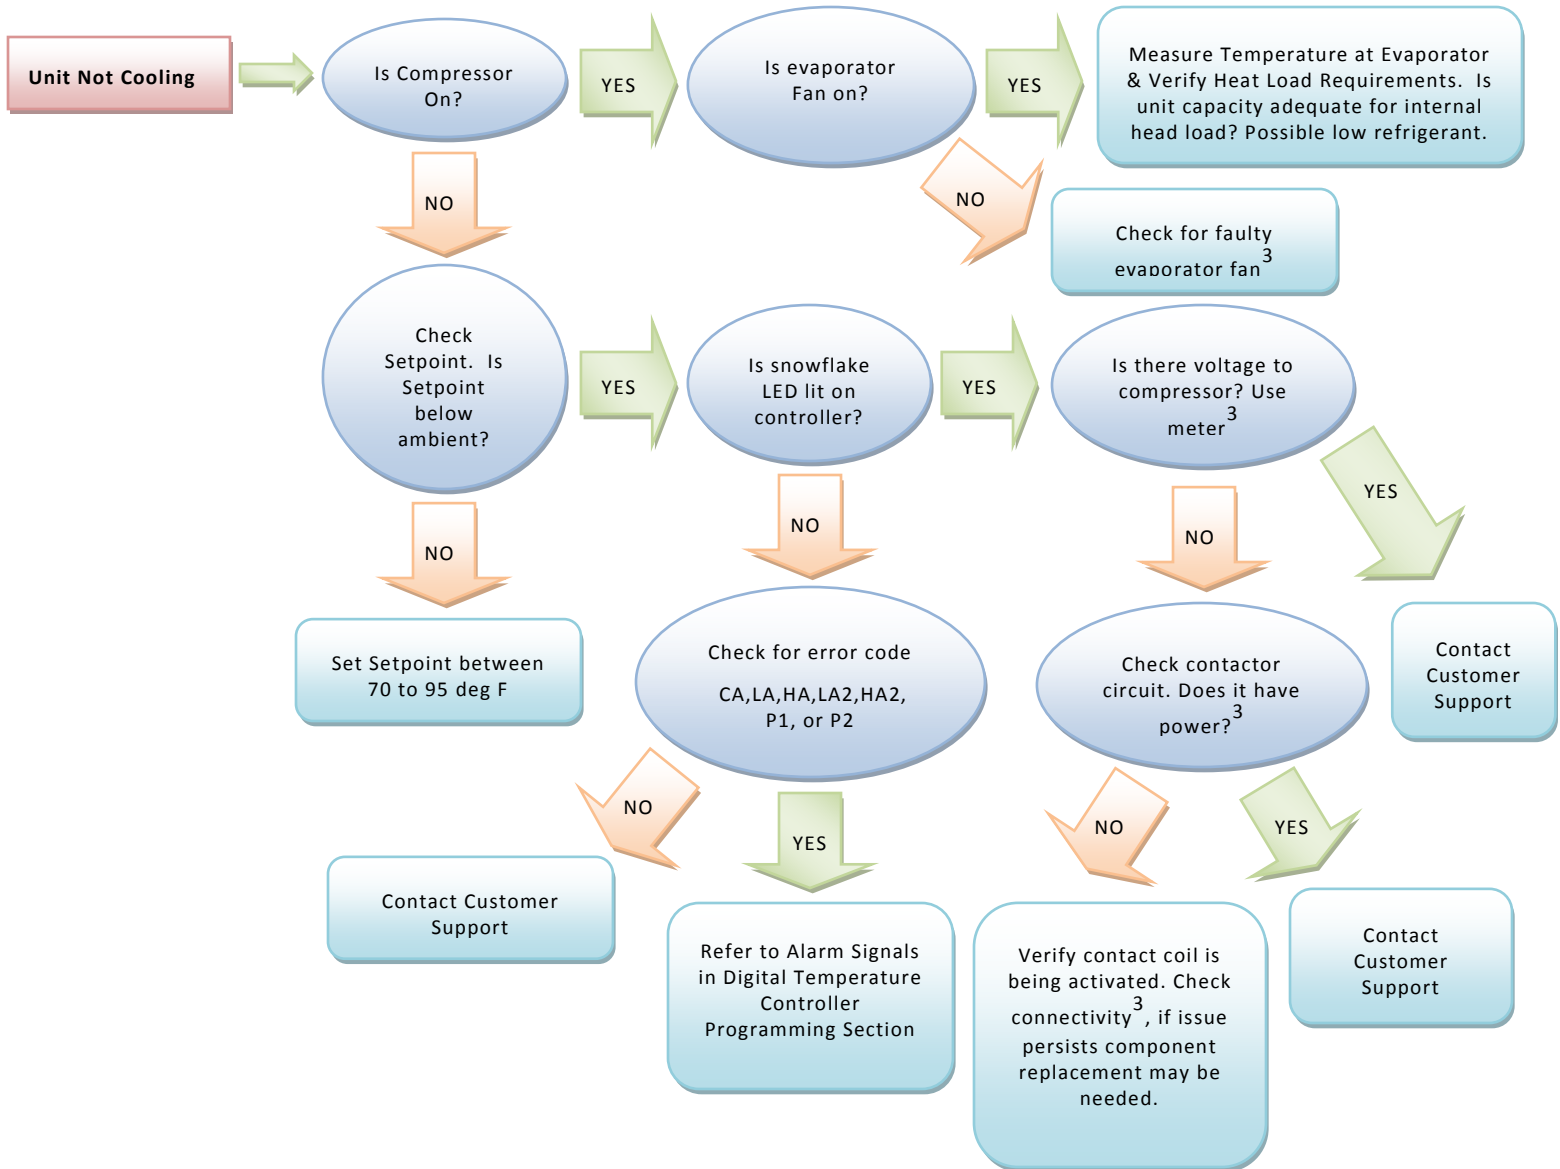 Unit Not Cooling
Is Compressor
On?
YES
Is evaporator
Fan on?
YES
Measure Temperature at Evaporator
& Verify Heat Load Requirements. Is
unit capacity adequate for internal
head load? Possible low refrigerant.
NO
NO
Check for faulty
evaporator fan3
Check
Setpoint. Is
Setpoint
below
ambient?
YES
Is snowflake
LED lit on
controller?
YES
Is there voltage to
compressor? Use
meter3
YES
NO
NO
NO
Set Setpoint between
70 to 95 deg F
Check for error code
CA,LA,HA,LA2,HA2,
P1, or P2
Check contactor
circuit. Does it have
power?3
Contact
Customer
Support
NO
YES
NO
YES
Contact Customer
Support
Refer to Alarm Signals
in Digital Temperature
Controller
Programming Section
Verify contact coil is
being activated. Check
connectivity3, if issue
persists component
replacement may be
needed.
Contact
Customer
Support